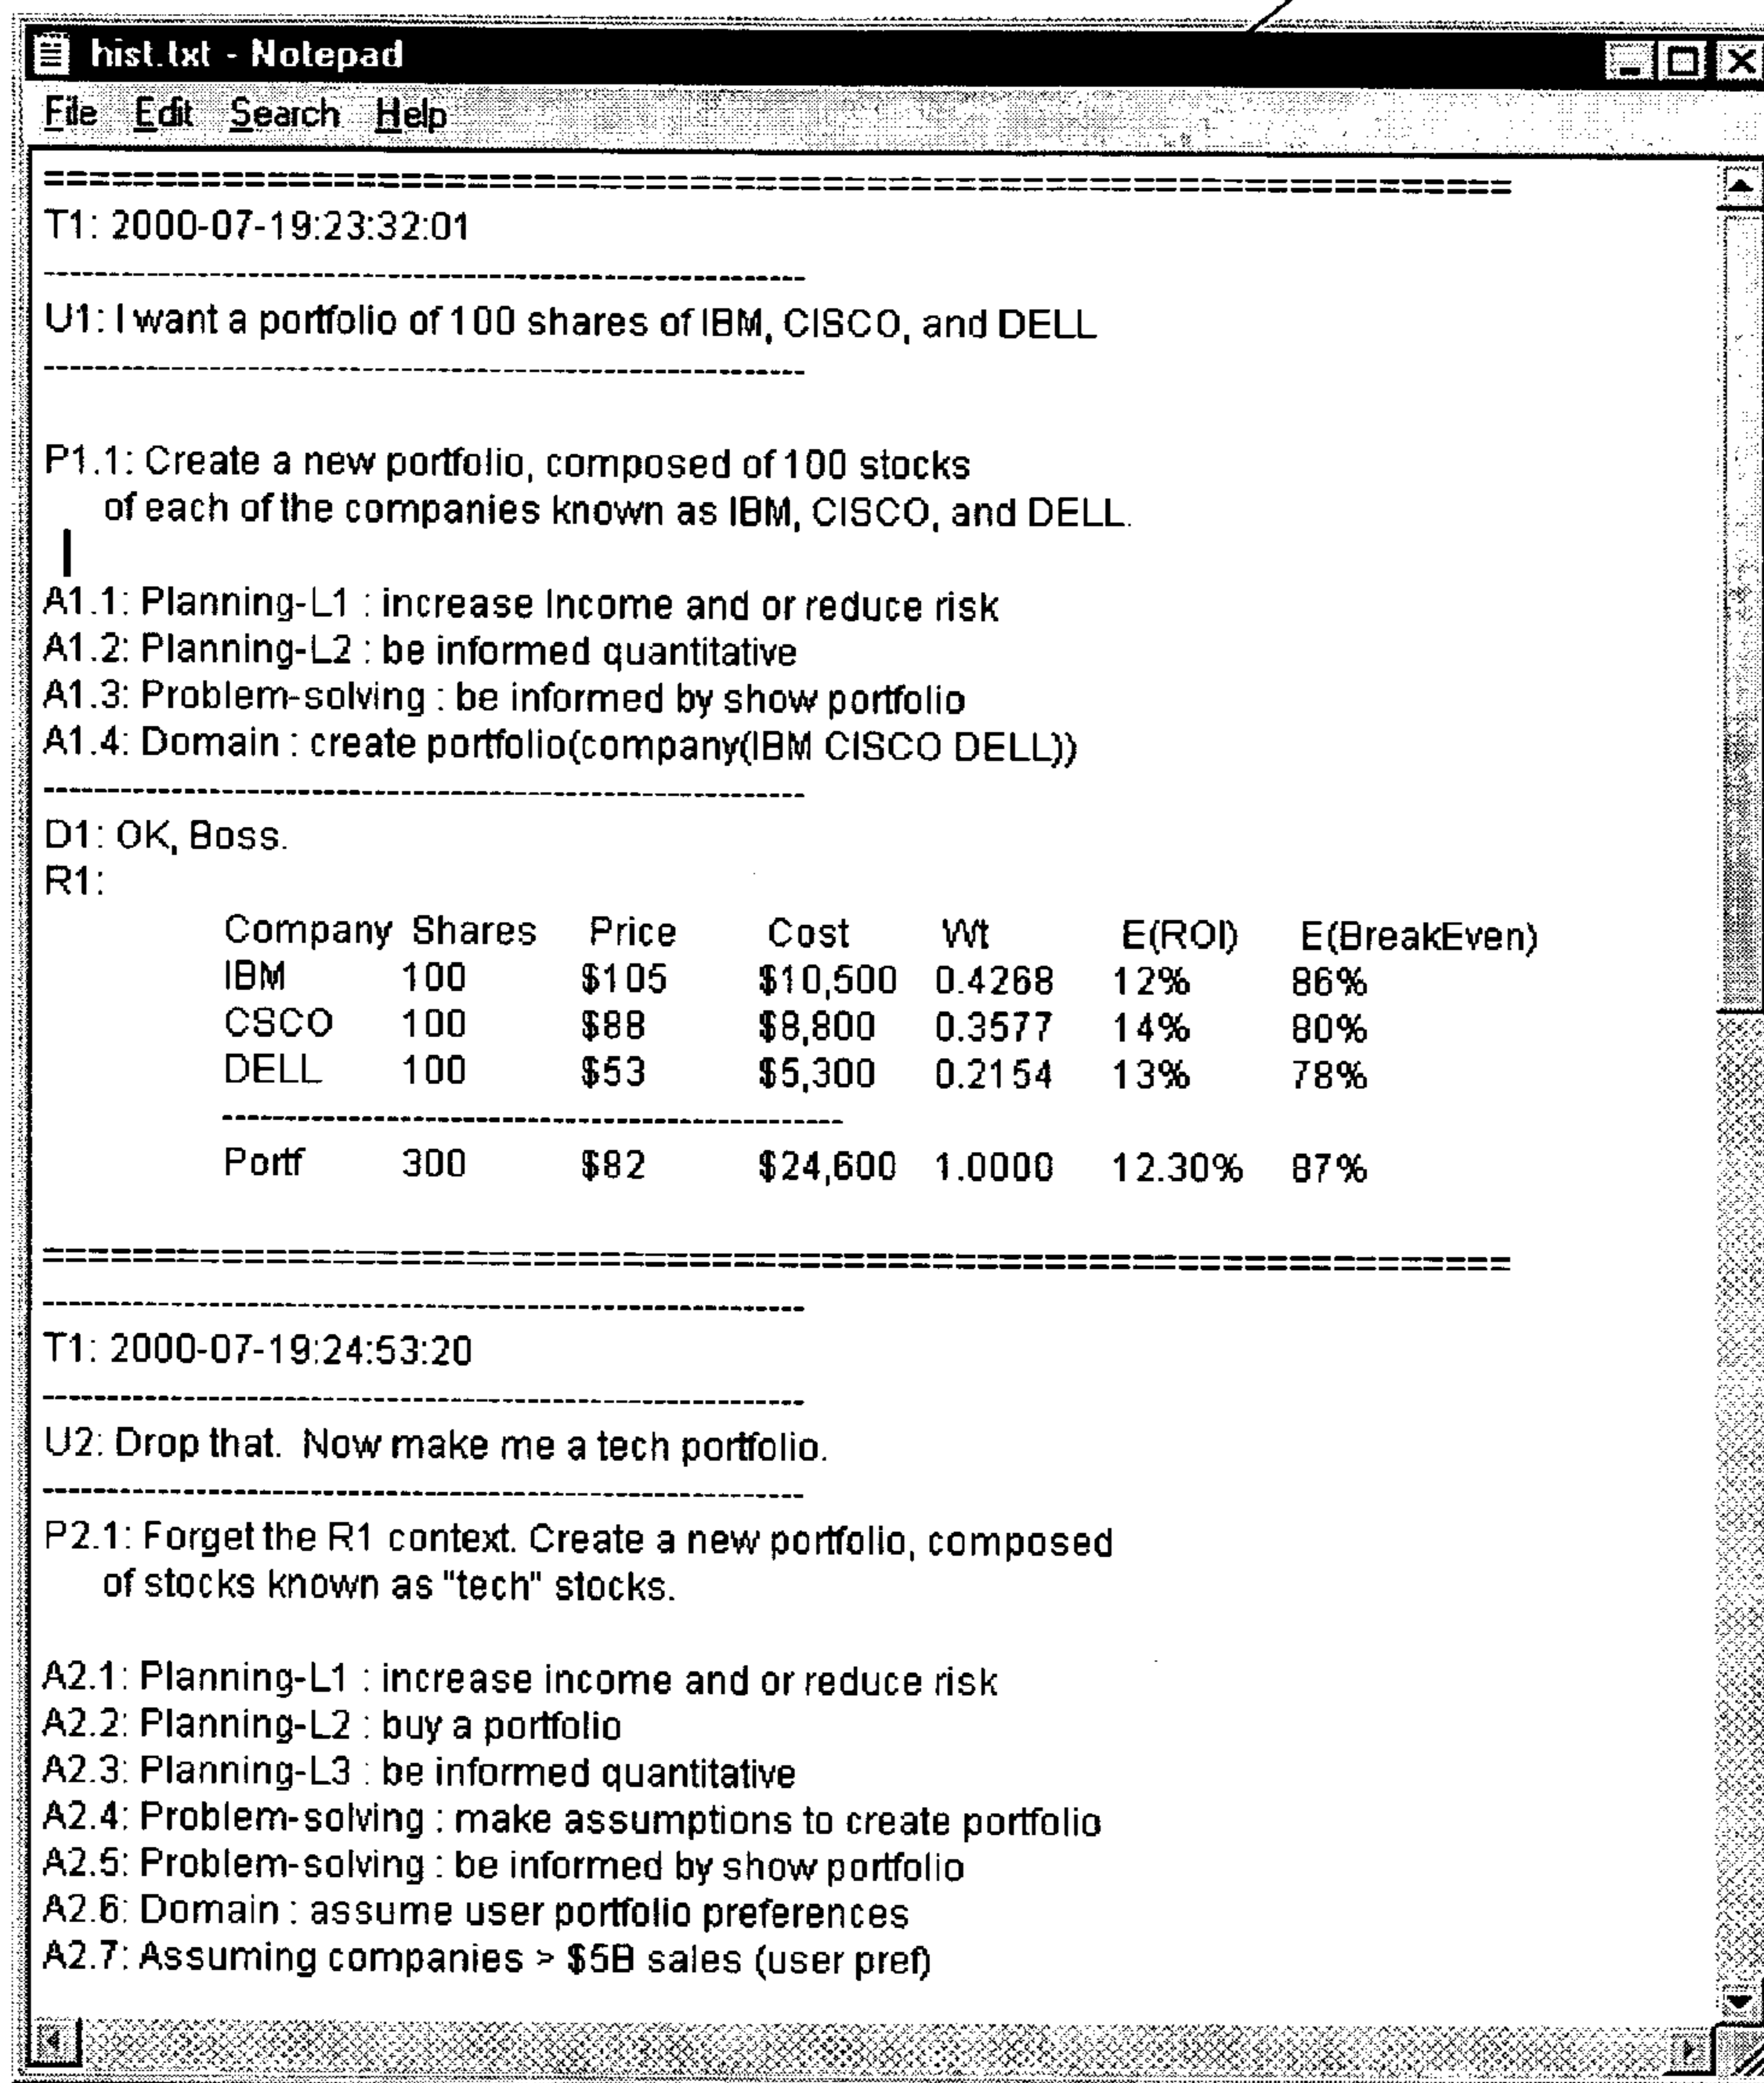 hist.txt - Notepad
File Edit Search Help
==============================================================================
T1: 2000-07-19:23:32:01
------------------------------------------------------------
U1: I want a portfolio of 100 shares of IBM, CISCO, and DELL
------------------------------------------------------------
P1.1: Create a new portfolio, composed of 100 stocks
of each of the companies known as IBM, CISCO, and DELL.
A1.1: Planning-L1 : increase Income and or reduce risk
A1.2: Planning-L2 : be informed quantitative
A1.3: Problem-solving : be informed by show portfolio
A1.4: Domain : create portfolio(company(IBM CISCO DELL))
------------------------------------------------------------
D1: OK, Boss.
R1:
Company Shares Price Cost Wt E(ROI) E(BreakEven)
IBM 100 $105 $10,500 0.4268 12% 86%
CSCO 100 $88 $8,800 0.3577 14% 80%
DELL 100 $53 $5,300 0.2154 13% 78%
------------------------------------------------
Portf 300 $82 $24,600 1.0000 12.30% 87%
==============================================================================
------------------------------------------------------------
T1: 2000-07-19:24:53:20
------------------------------------------------------------
U2: Drop that. Now make me a tech portfolio.
------------------------------------------------------------
P2.1: Forget the R1 context. Create a new portfolio, composed
of stocks known as "tech" stocks.
A2.1: Planning-L1 : increase income and or reduce risk
A2.2: Planning-L2 : buy a portfolio
A2.3: Planning-L3 : be informed quantitative
A2.4: Problem-solving : make assumptions to create portfolio
A2.5: Problem-solving : be informed by show portfolio
A2.6: Domain : assume user portfolio preferences
A2.7: Assuming companies > $5B sales (user pref)